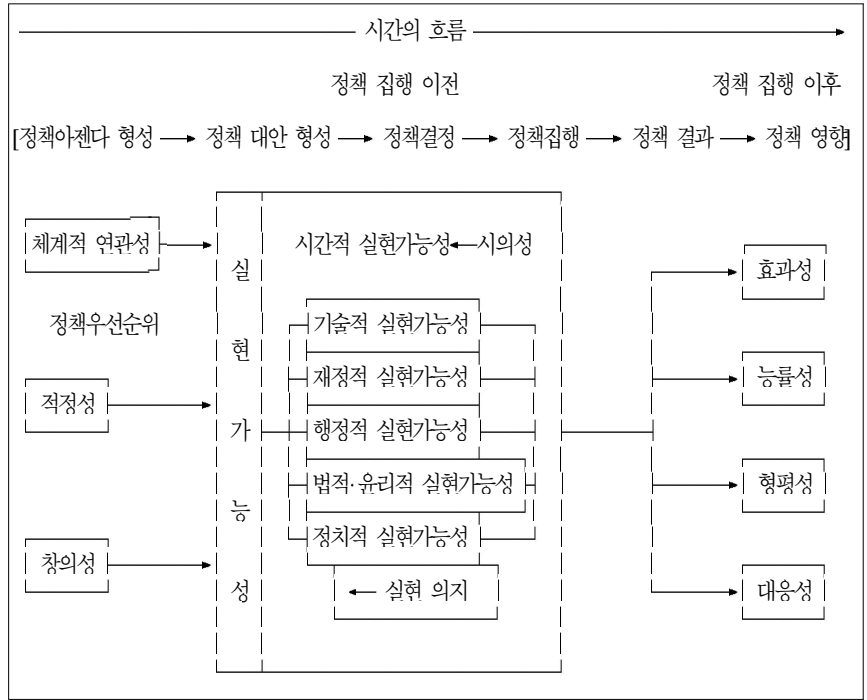 시간의 흐름
정책 집행 이전 정책 집행 이후
[정책아젠다 형성 정책 대안 형성 정책결정 정책집행 정책 결과 정책 영향]
체계적 연관성
정책우선순위
적정성
창의성
실
현
가
능
성
시간적 실현가능성 시의성
기술적 실현가능성
재정적 실현가능성
행정적 실현가능성
법적·윤리적 실현가능성
정치적 실현가능성
실현 의지
효과성
능률성
형평성
대응성